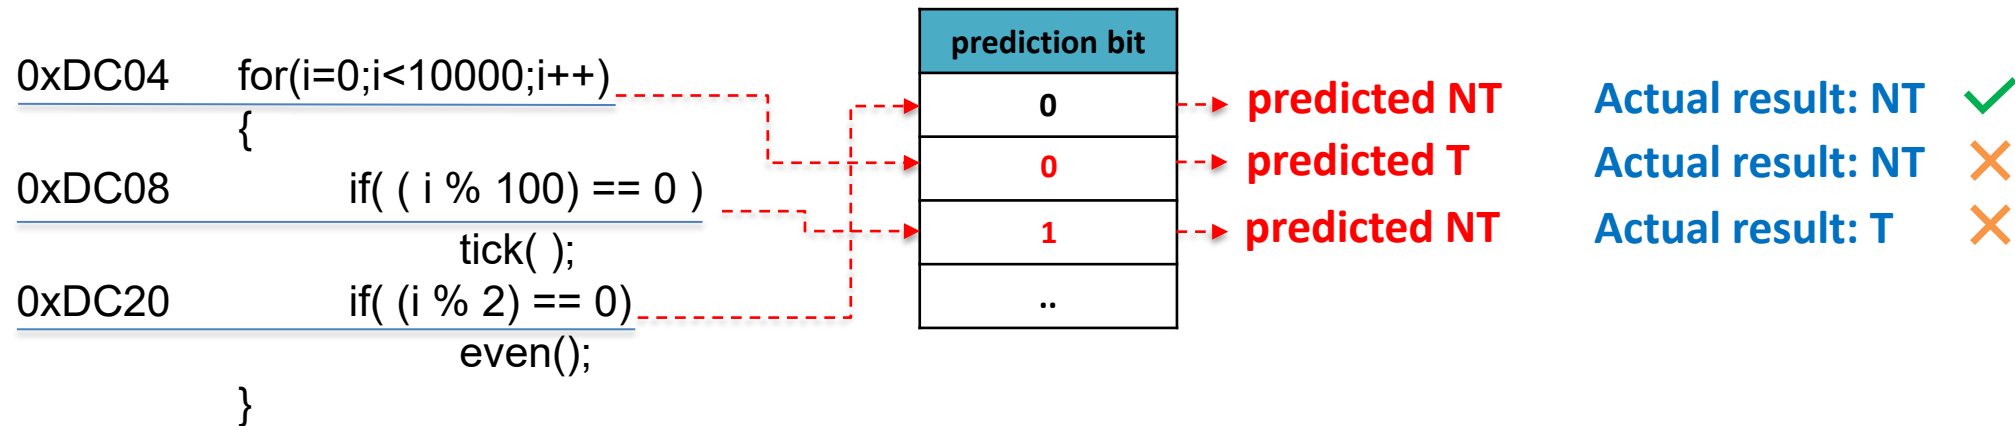 0xDC04 for(i=0;i<10000;i++)
{
0xDC08 if( ( i % 100) == 0 )
tick( );
0xDC20 if( (i % 2) == 0)
even();
}
prediction bit
0
0
1
..
predicted NT Actual result: NT
predicted T Actual result: NT
predicted NT Actual result: T